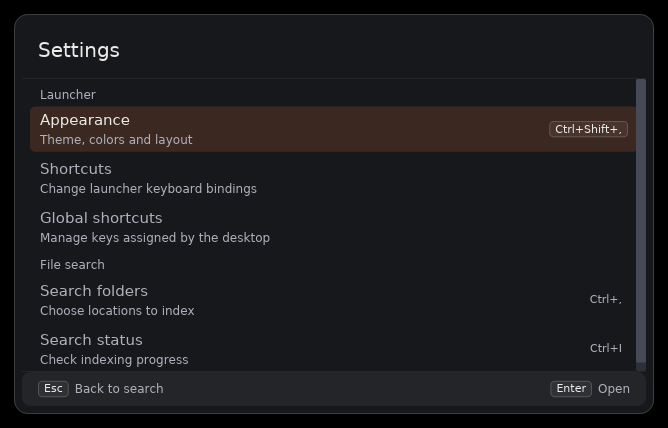 Settings
Launcher
Appearance
Theme, colors and layout
Ctrl+Shift+,
Shortcuts
Change launcher keyboard bindings
Global shortcuts
Manage keys assigned by the desktop
File search
Search folders
Choose locations to index
Ctrl+,
Search status
Check indexing progress
Ctrl+I
Esc Back to search
Enter Open